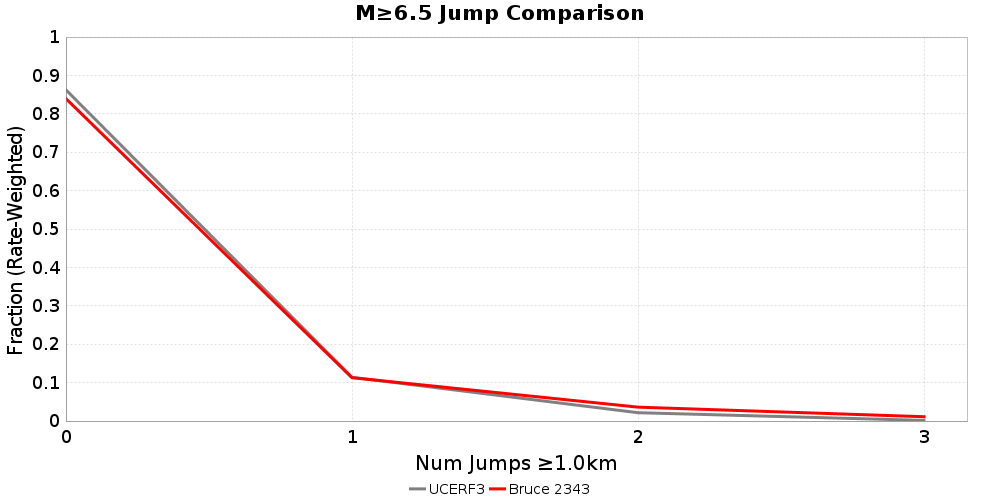 M≥6.5 Jump Comparison
Fraction (Rate-Weighted)
1
0.9
0.8
0.7
0.6
0.5
0.4
0.3
0.2
0.1
0
0 1 2 3
Num Jumps ≥1.0km
UCERF3 Bruce 2343